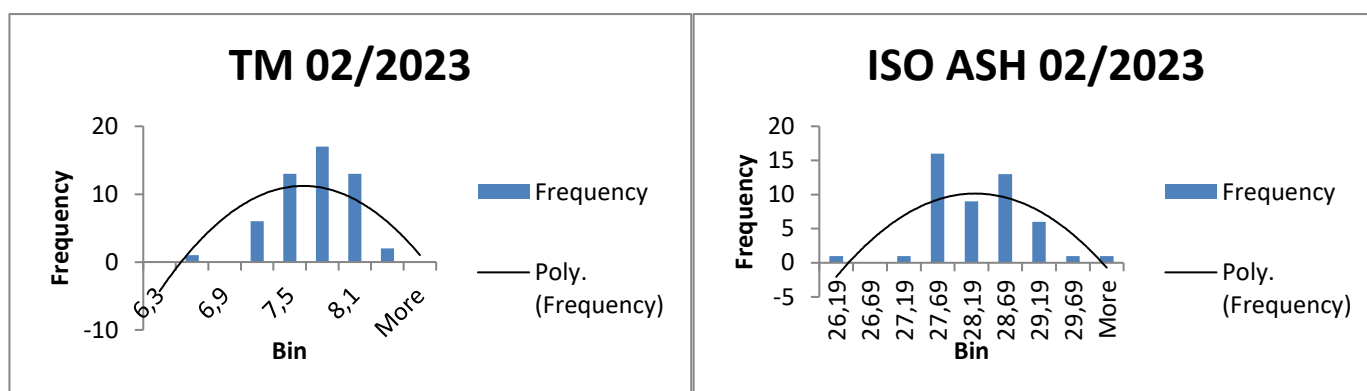 TM 02/2023
20
10
0
-10
Frequency
6,3
6,9
7,5
8,1
More
Bin
Frequency
Poly.
(Frequency)
ISO ASH 02/2023
20
15
10
5
0
-5
Frequency
26,19
26,69
27,19
27,69
28,19
28,69
29,19
29,69
More
Bin
Frequency
Poly.
(Frequency)